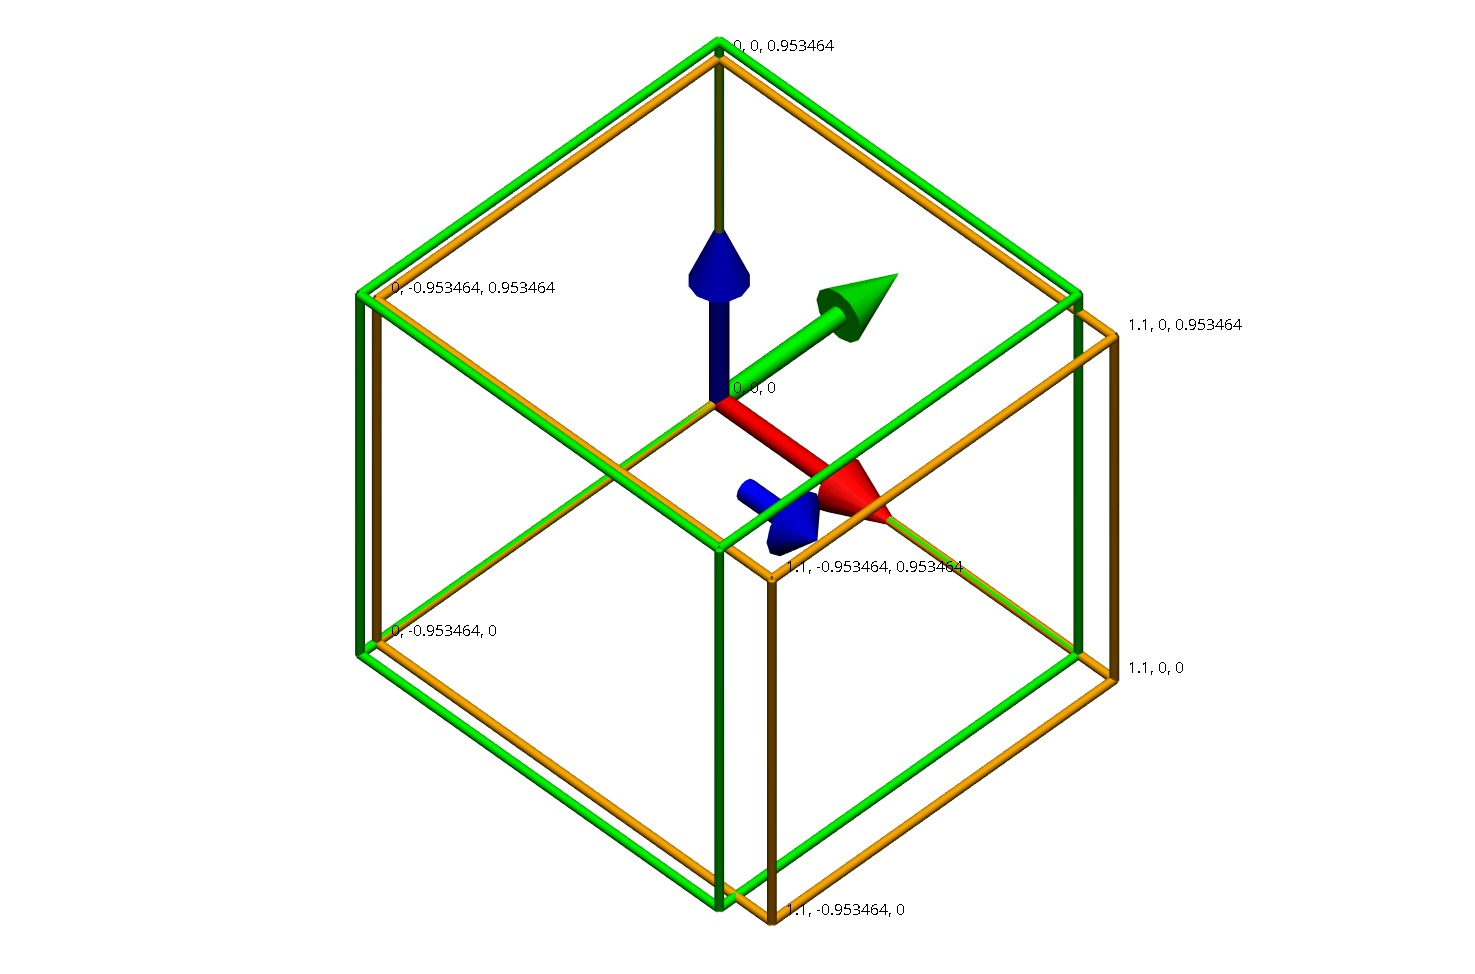 0, 0, 0.953464
0, -0.953464, 0.953464
1.1, 0, 0.953464
0, 0, 0
1.1, -0.953464, 0.953464
0, -0.953464, 0
1.1, 0, 0
1.1, -0.953464, 0